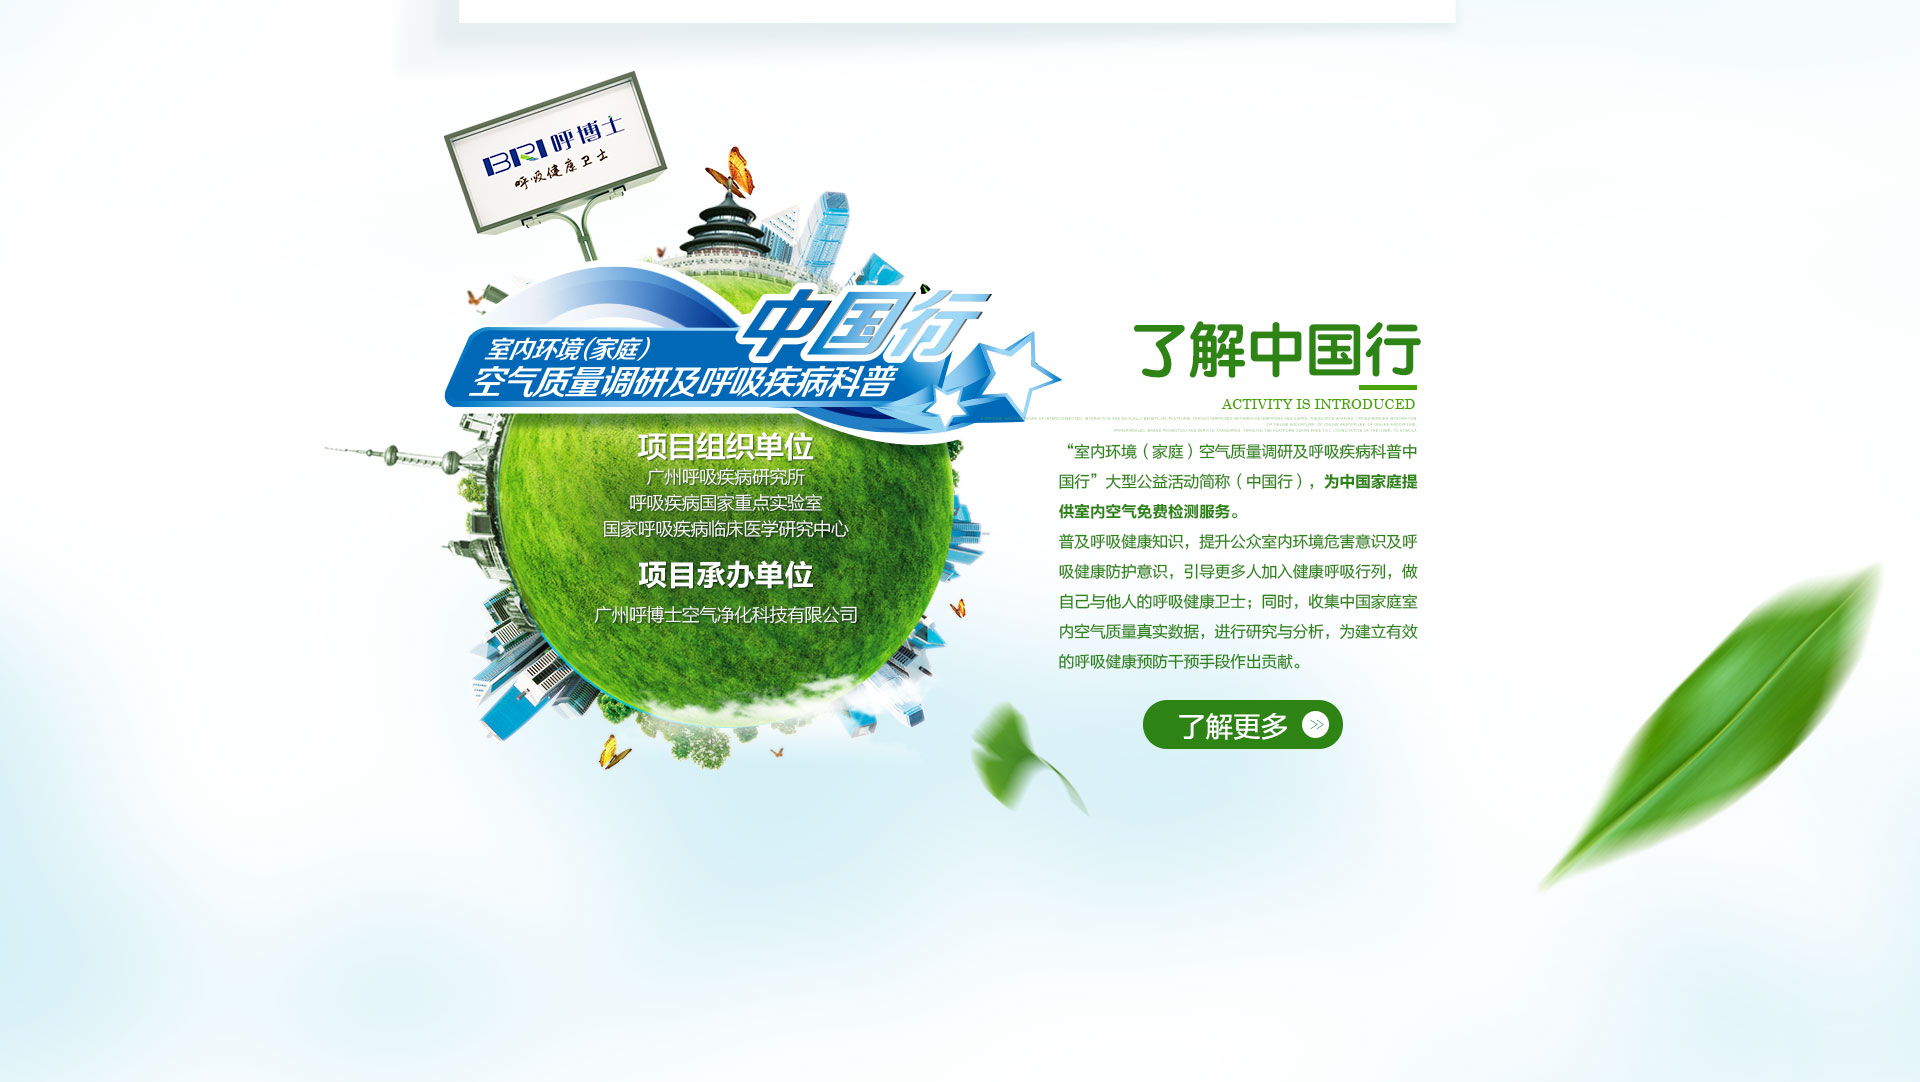 BRI 呼博士
呼吸健康卫士
中国行
室内环境(家庭)
空气质量调研及呼吸疾病科普
项目组织单位
广州呼吸疾病研究所
呼吸疾病国家重点实验室
国家呼吸疾病临床医学研究中心
项目承办单位
广州呼博士空气净化科技有限公司
了解中国行
ACTIVITY IS INTRODUCED
“室内环境（家庭）空气质量调研及呼吸疾病科普中
国行”大型公益活动简称（中国行），为中国家庭提
供室内空气免费检测服务。
普及呼吸健康知识，提升公众室内环境危害意识及呼
吸健康防护意识，引导更多人加入健康呼吸行列，做
自己与他人的呼吸健康卫士；同时，收集中国家庭室
内空气质量真实数据，进行研究与分析，为建立有效
的呼吸健康预防干预手段作出贡献。
了解更多